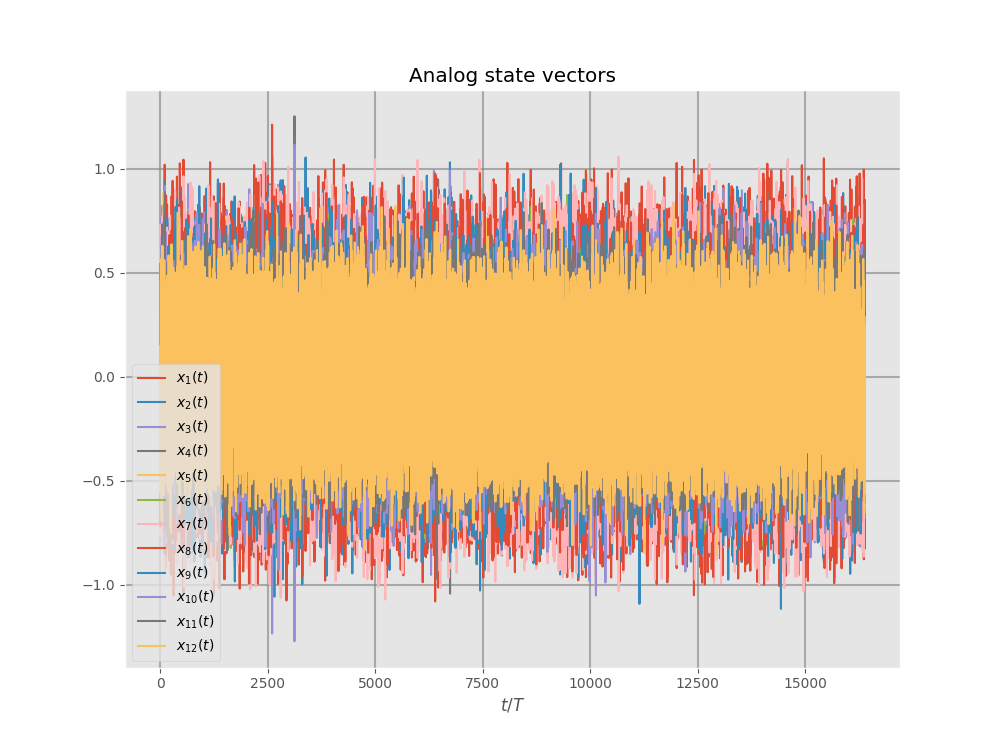 Analog state vectors
1.0
0.5
0.0
−0.5
−1.0
x₁(t)
x₂(t)
x₃(t)
x₄(t)
x₅(t)
x₆(t)
x₇(t)
x₈(t)
x₉(t)
x₁₀(t)
x₁₁(t)
x₁₂(t)
0 2500 5000 7500 10000 12500 15000
t/T